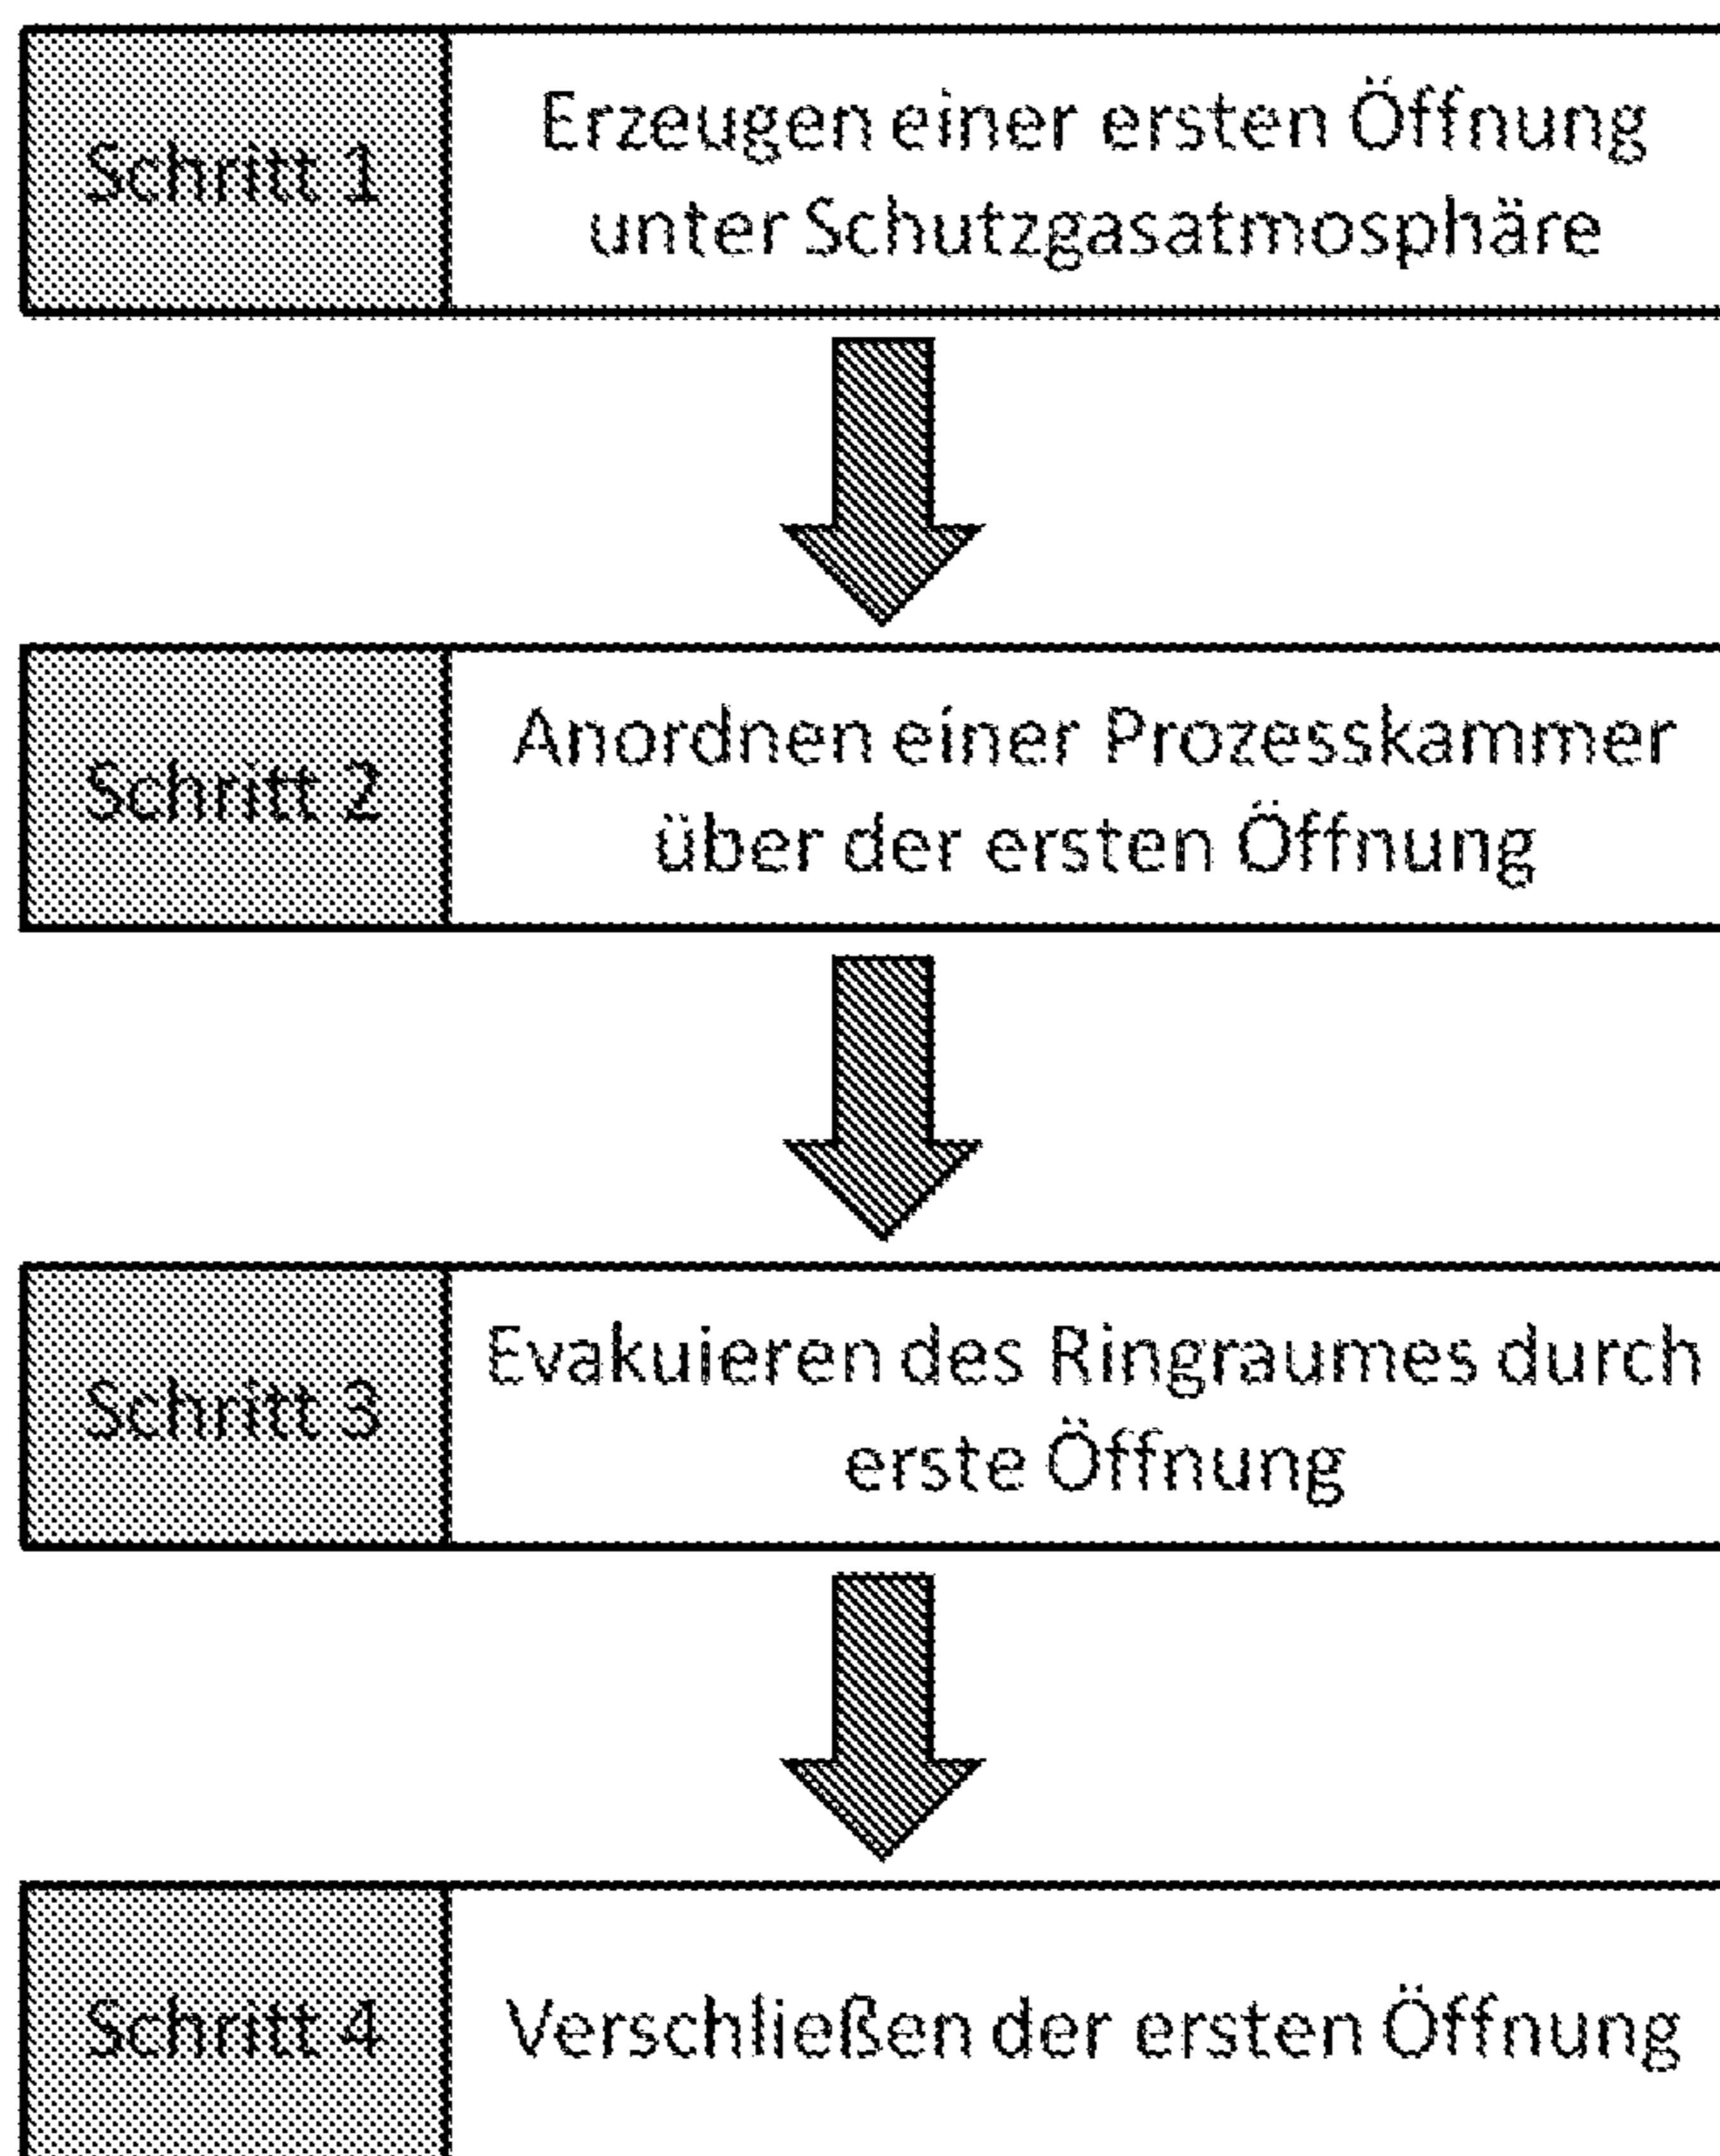 Schritt 1
Erzeugen einer ersten Öffnung
unter Schutzgasatmosphäre
Schritt 2
Anordnen einer Prozesskammer
über der ersten Öffnung
Schritt 3
Evakuieren des Ringraumes durch
erste Öffnung
Schritt 4
Verschließen der ersten Öffnung